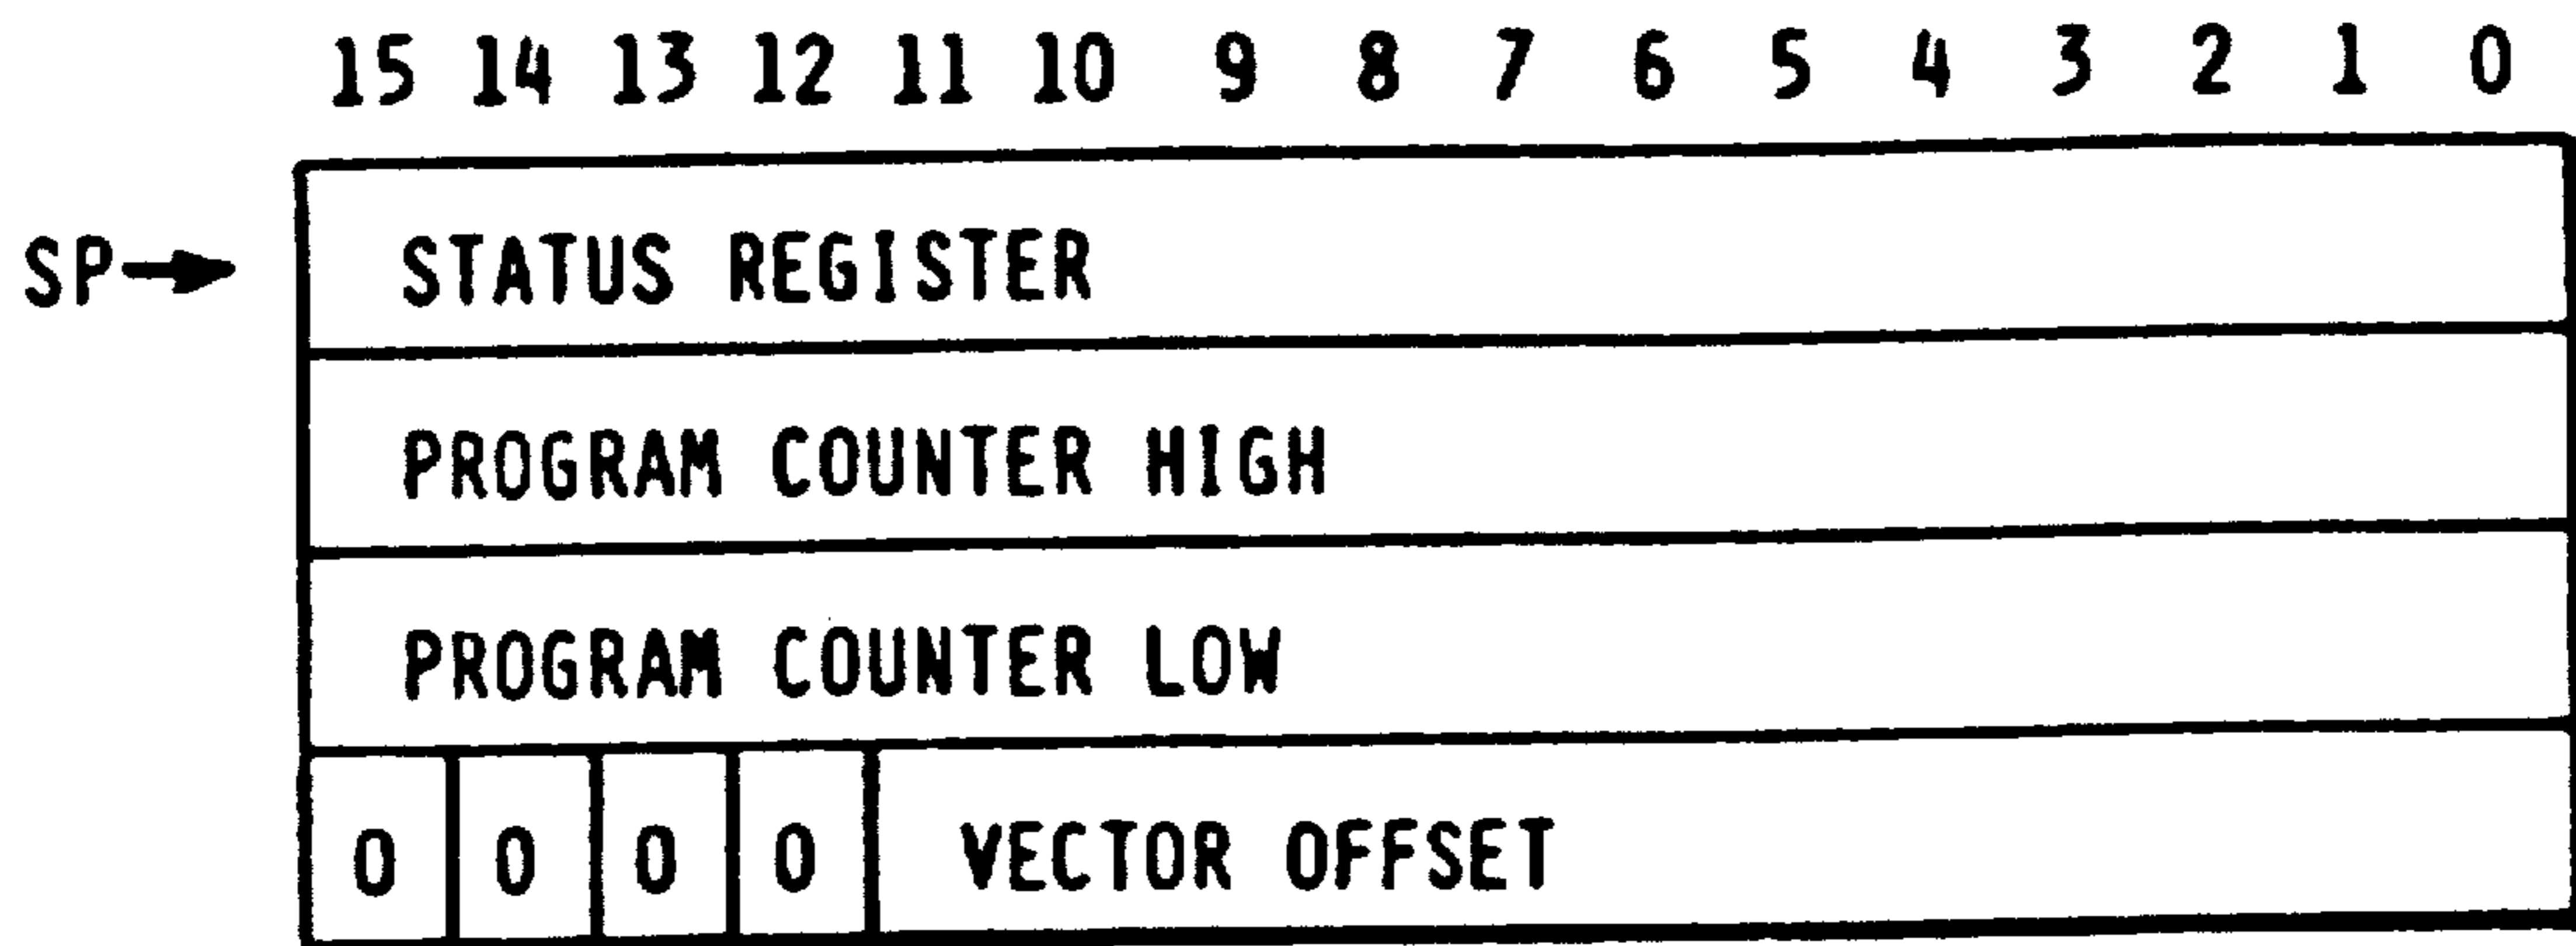 15 14 13 12 11 10 9 8 7 6 5 4 3 2 1 0
SP STATUS REGISTER
PROGRAM COUNTER HIGH
PROGRAM COUNTER LOW
0 0 0 0 VECTOR OFFSET